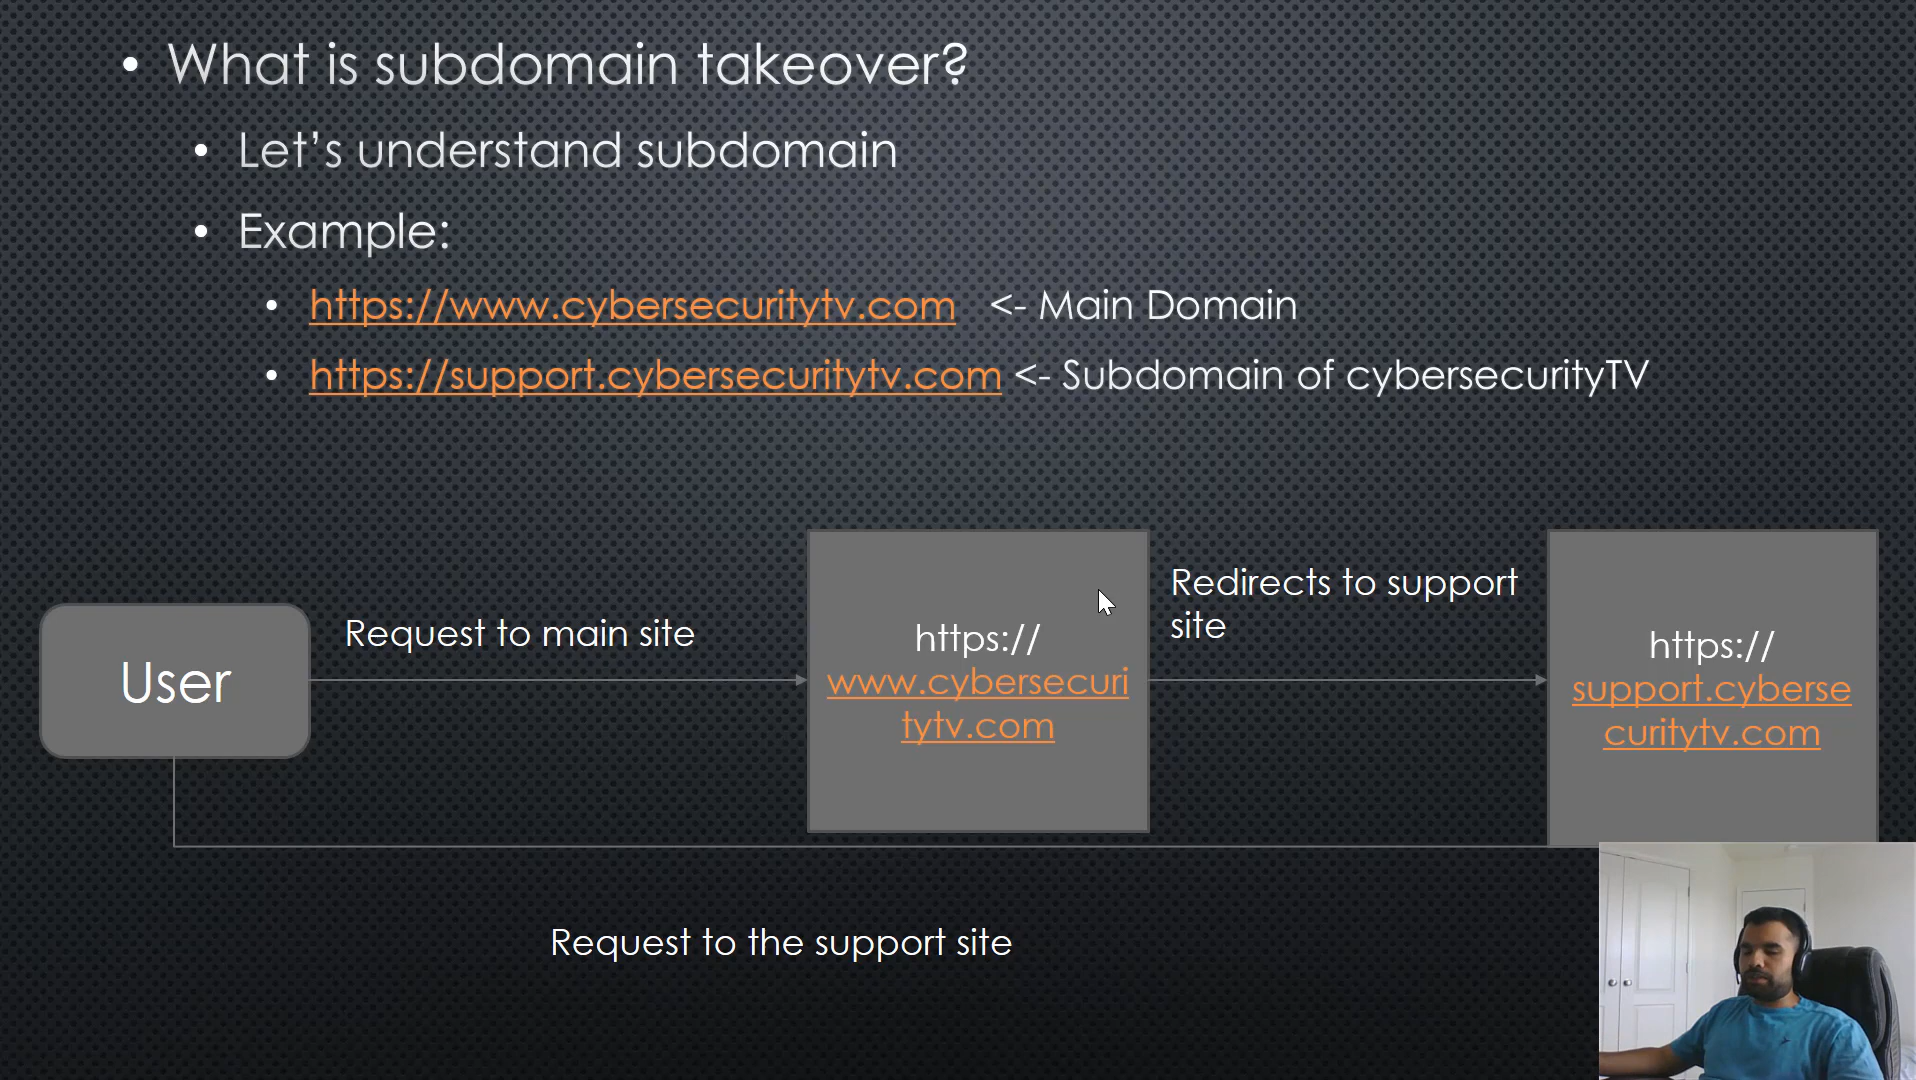 • What is subdomain takeover?
• Let's understand subdomain
• Example:
• https://www.cybersecuritytv.com <- Main Domain
• https://support.cybersecuritytv.com <- Subdomain of cybersecurityTV
User
Request to main site
https://
www.cybersecuri
tytv.com
Redirects to support
site
https://
support.cyberse
curitytv.com
Request to the support site